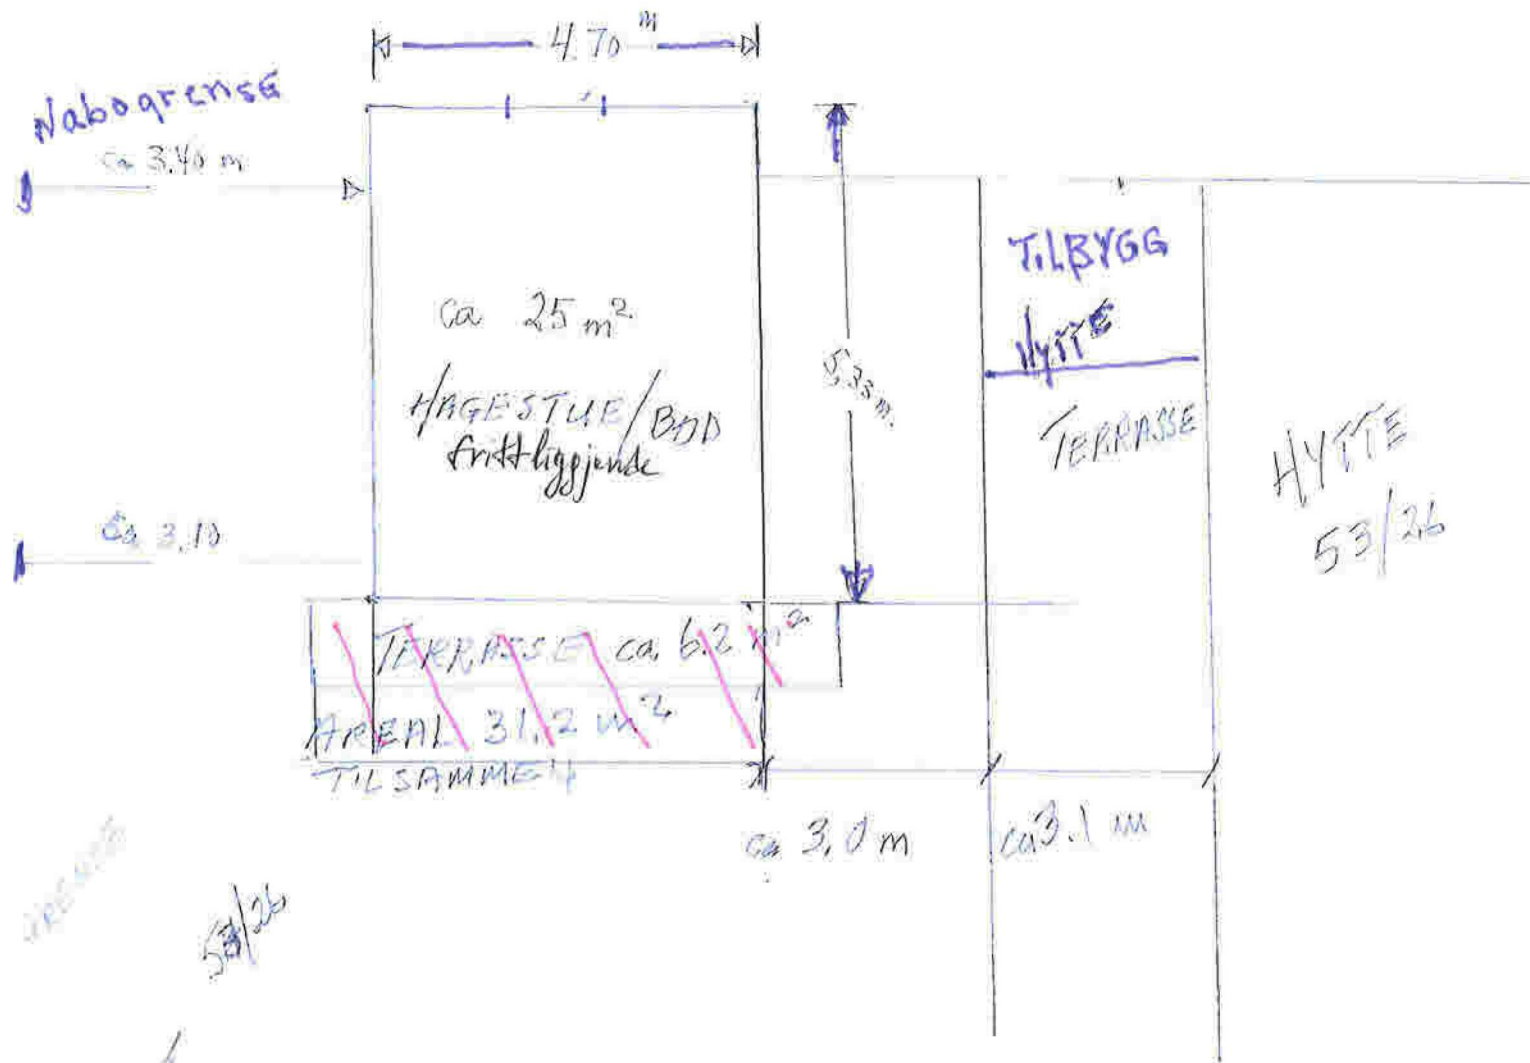 4.70 m
Nabogrense
ca 3.40 m
TILBYGG
HYTTE
ca 25 m²
5,33 m.
HAGESTUE/BOD
frittliggjende
TERRASSE
HYTTE
53/26
Ca 3.10
TERRASSE ca. 6.2 m²
AREAL 31,2 m²
TILSAMMEN
ca 3,0 m
ca 3.1 m
GRENSE
53/26